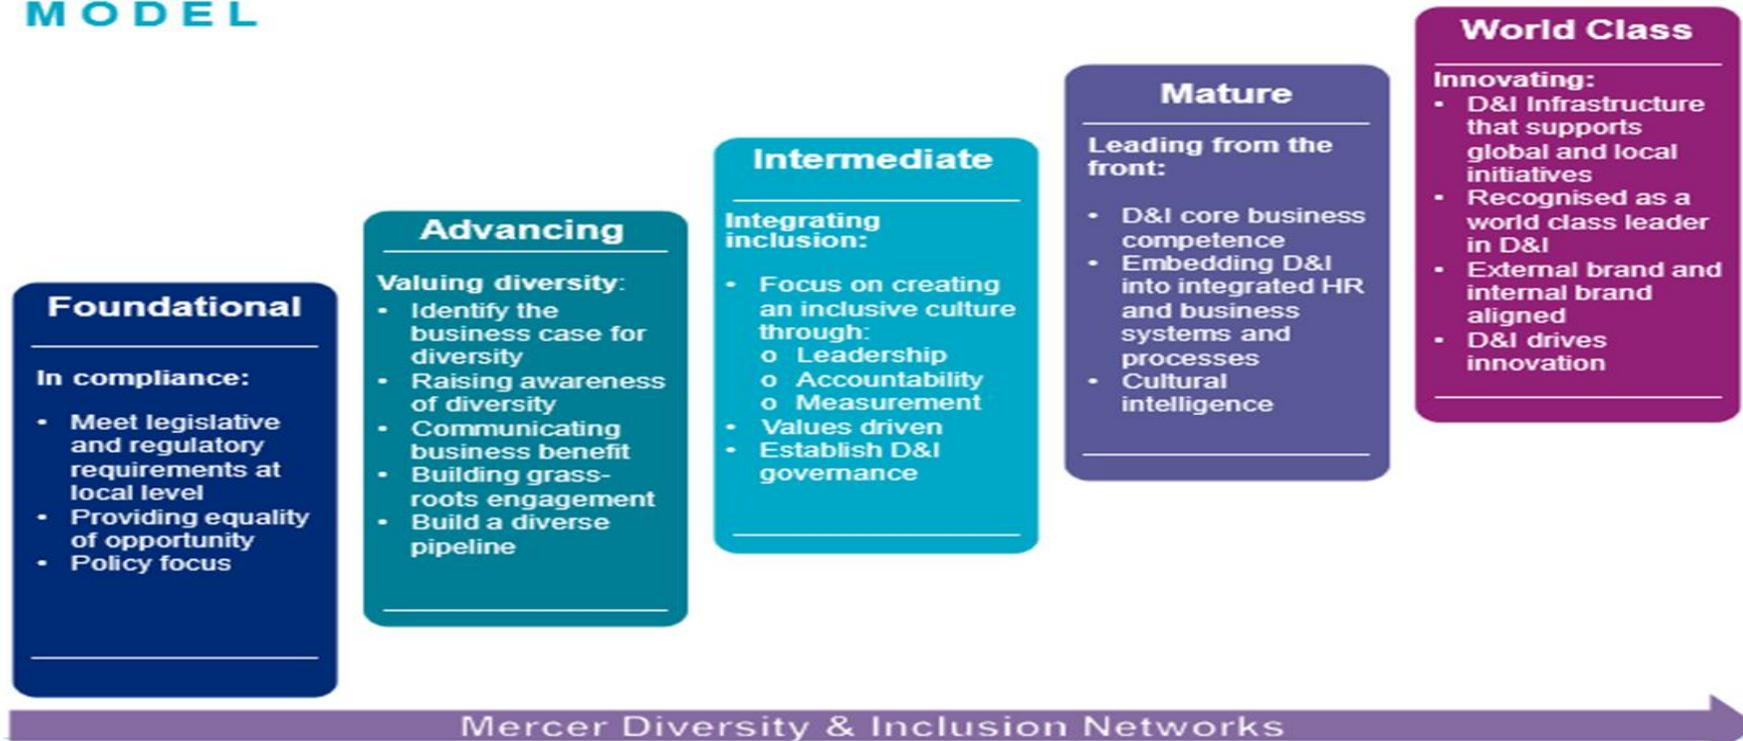 MODEL
Foundational
In compliance:
• Meet legislative
and regulatory
requirements at
local level
• Providing equality
of opportunity
• Policy focus
Advancing
Valuing diversity:
• Identify the
business case for
diversity
• Raising awareness
of diversity
• Communicating
business benefit
• Building grass-
roots engagement
• Build a diverse
pipeline
Intermediate
Integrating
inclusion:
• Focus on creating
an inclusive culture
through:
o Leadership
o Accountability
o Measurement
• Values driven
• Establish D&I
governance
Mature
Leading from the
front:
• D&I core business
competence
• Embedding D&I
into integrated HR
and business
systems and
processes
• Cultural
intelligence
World Class
Innovating:
• D&I Infrastructure
that supports
global and local
initiatives
• Recognised as a
world class leader
in D&I
• External brand and
internal brand
aligned
• D&I drives
innovation
Mercer Diversity & Inclusion Networks